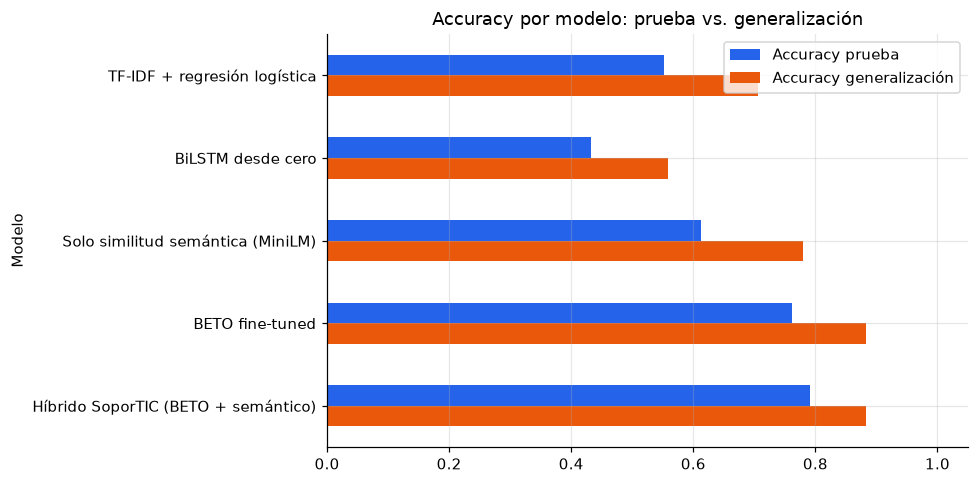 Accuracy por modelo: prueba vs. generalización
Accuracy prueba
Accuracy generalización
Modelo
TF-IDF + regresión logística
BiLSTM desde cero
Solo similitud semántica (MiniLM)
BETO fine-tuned
Híbrido SoporTIC (BETO + semántico)
0.0 0.2 0.4 0.6 0.8 1.0